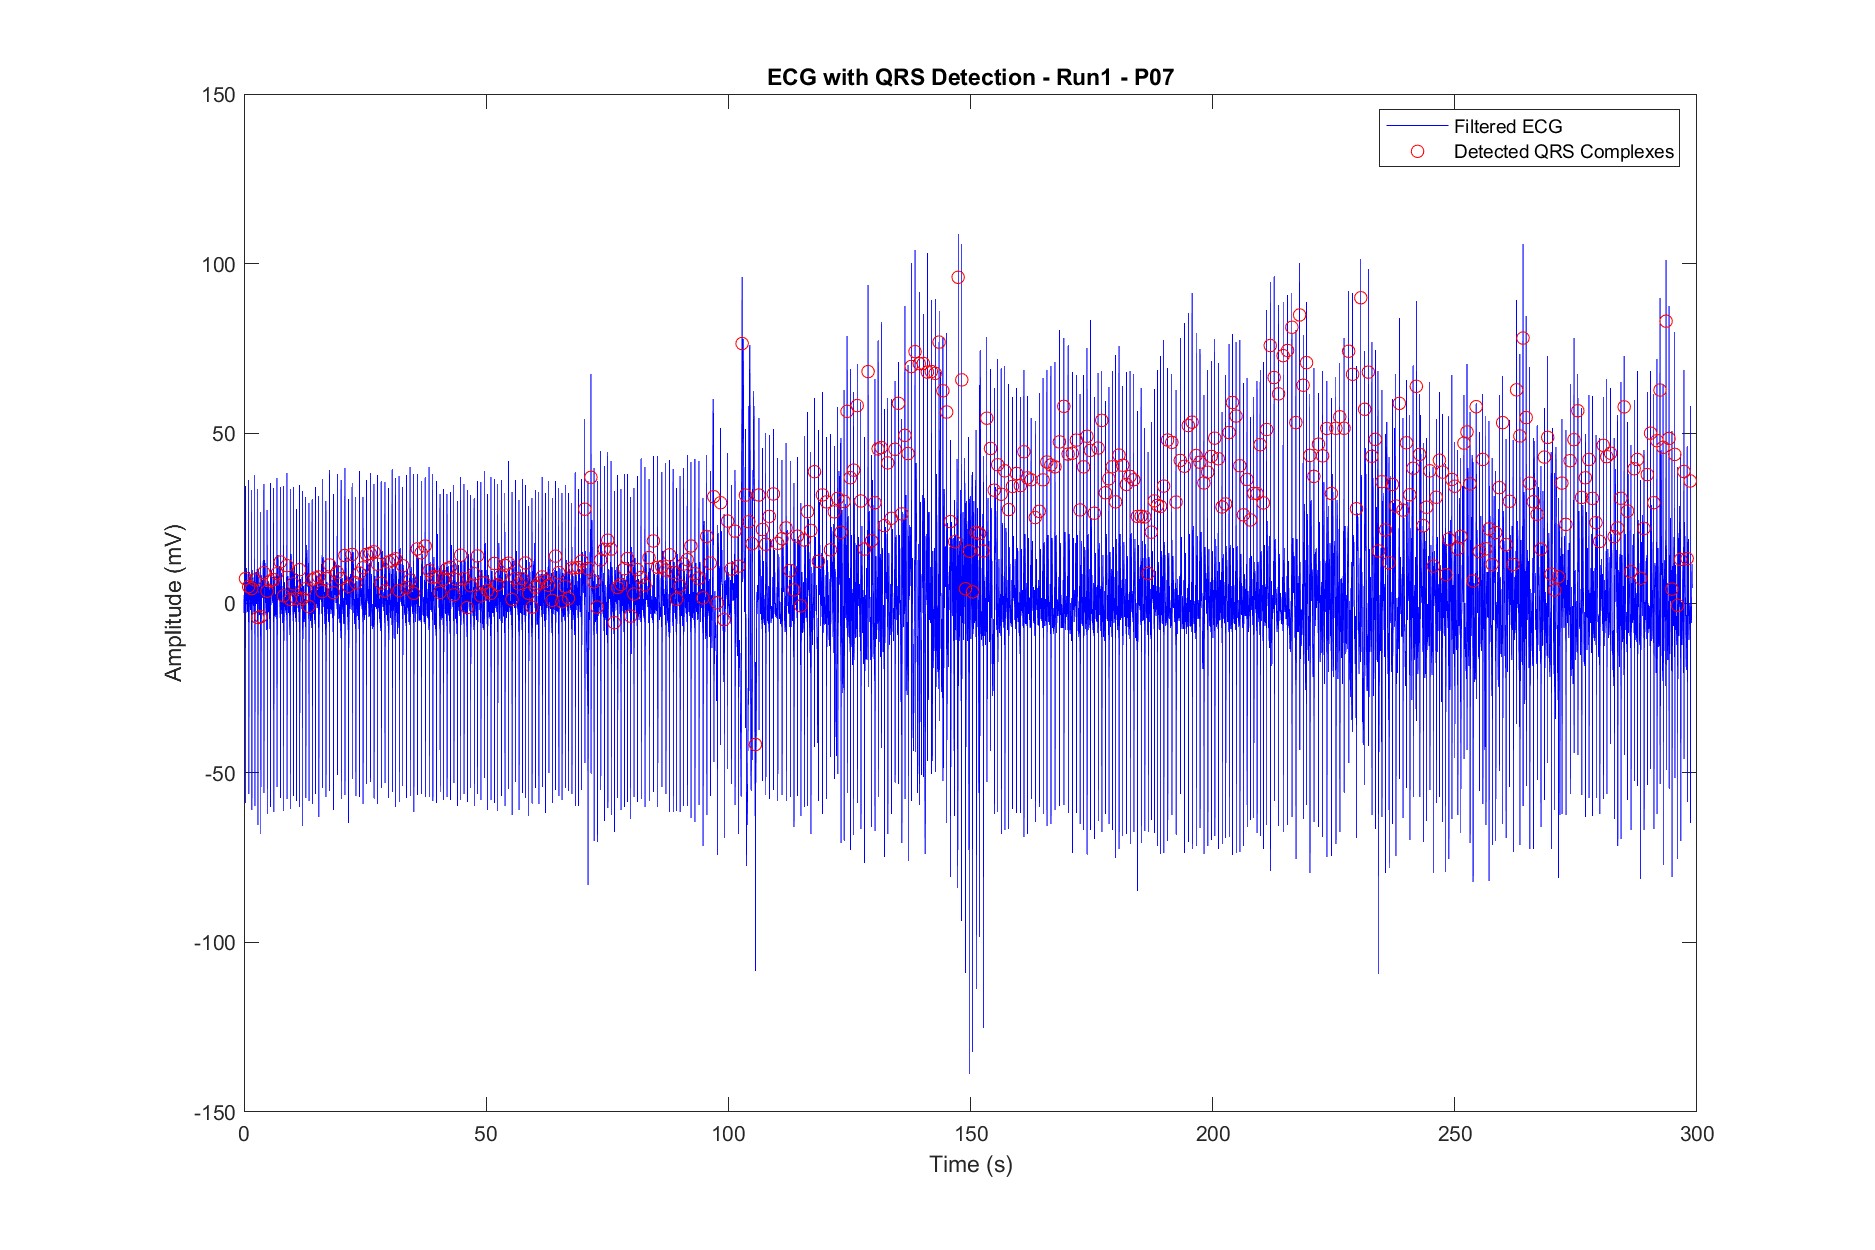 ECG with QRS Detection - Run1 - P07
Filtered ECG
Detected QRS Complexes
150
100
50
0
-50
-100
-150
Amplitude (mV)
0 50 100 150 200 250 300
Time (s)